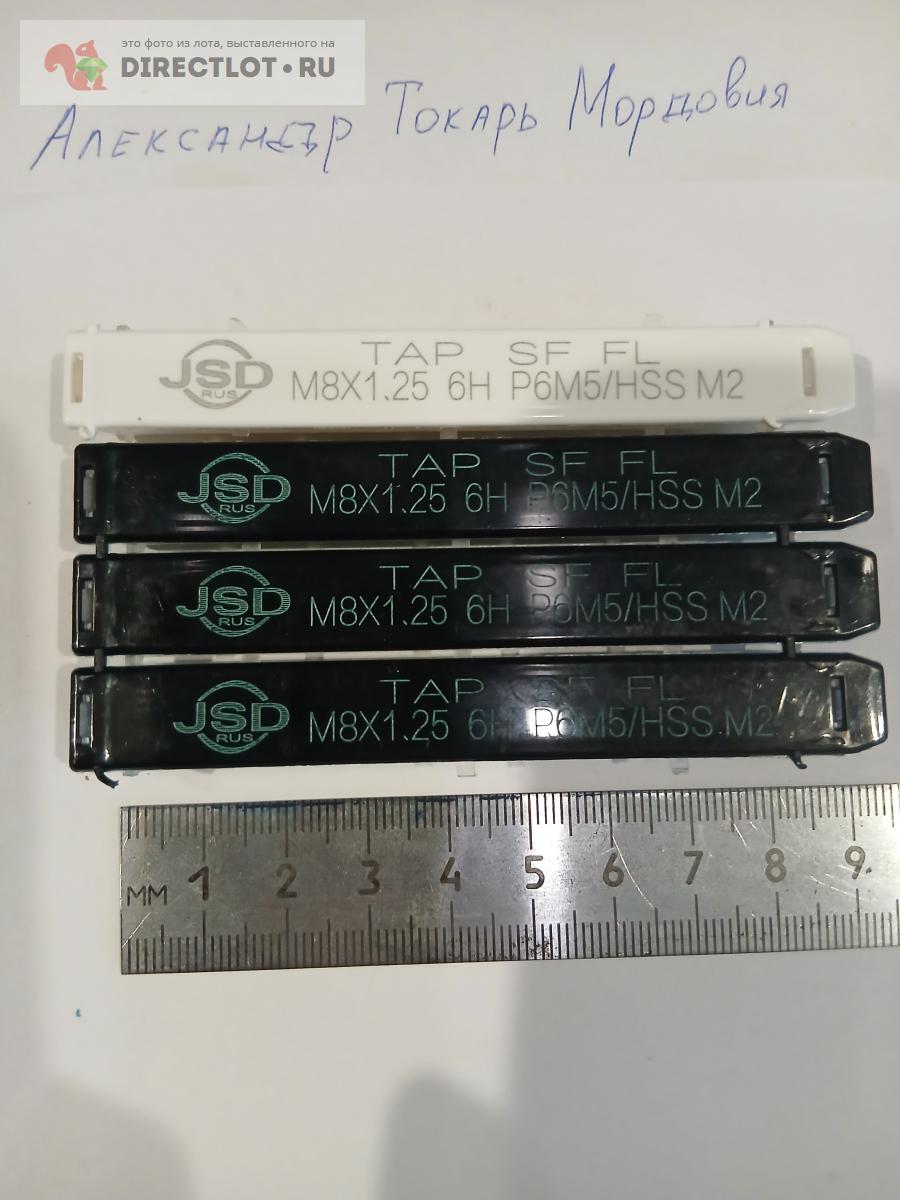 это фото из лота, выставленного на
DIRECTLOT•RU
Александър Токарь Мордовия
JSD RUS TAP SF FL
M8X1.25 6H P6M5/HSS M2
JSD RUS TAP SF FL
M8X1.25 6H P6M5/HSS M2
JSD RUS TAP SF FL
M8X1.25 6H P6M5/HSS M2
JSD RUS TAP SF FL
M8X1.25 6H P6M5/HSS M2
мм 1 2 3 4 5 6 7 8 9